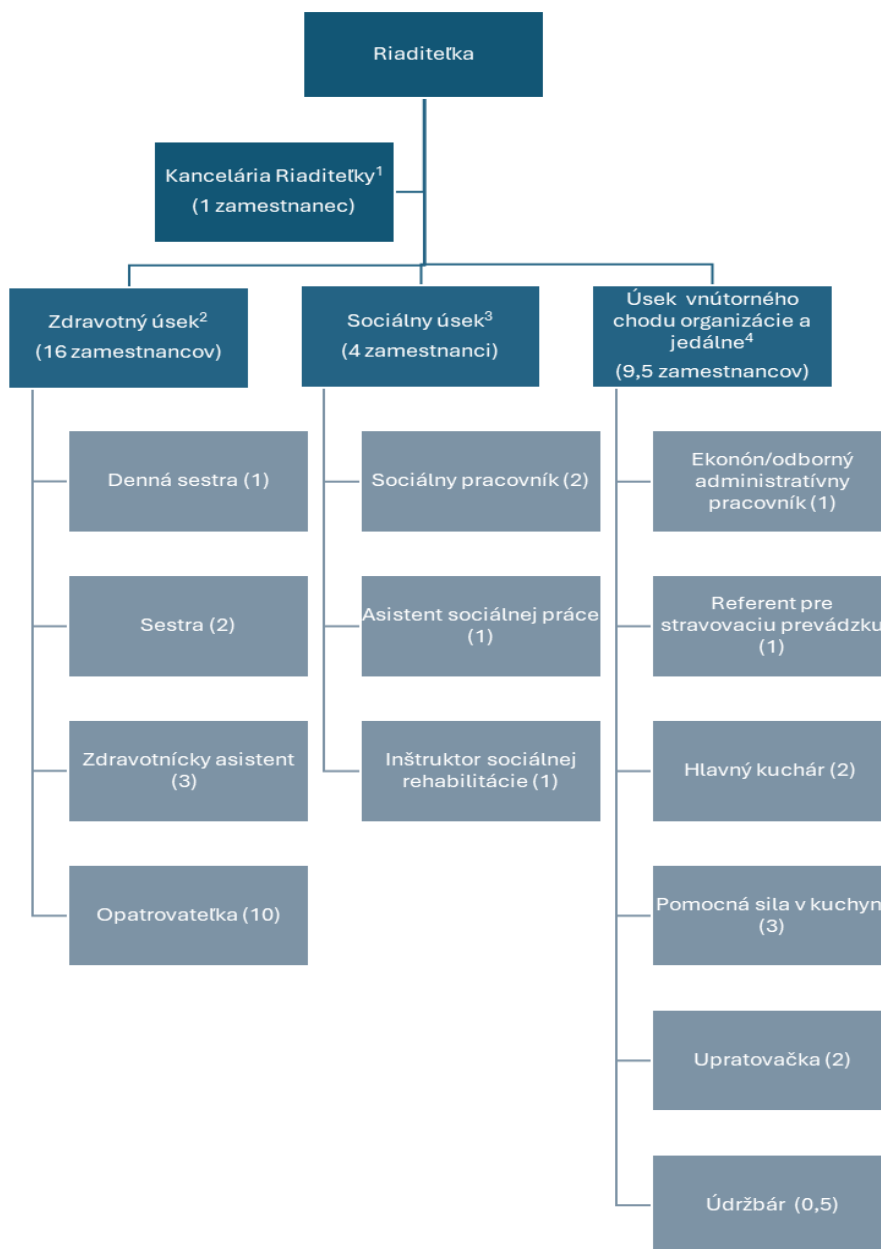 Riaditeľka
Kancelária Riaditeľky¹
(1 zamestnanec)
Zdravotný úsek²
(16 zamestnancov)
Denná sestra (1)
Sestra (2)
Zdravotnícky asistent
(3)
Opatrovateľka (10)
Sociálny úsek³
(4 zamestnanci)
Sociálny pracovník (2)
Asistent sociálnej práce
(1)
Inštruktor sociálnej
rehabilitácie (1)
Úsek vnútorného
chodu organizácie a
jedálne⁴
(9,5 zamestnancov)
Ekonón/odborný
administratívny
pracovník (1)
Referent pre
stravovaciu prevádzku
(1)
Hlavný kuchár (2)
Pomocná sila v kuchyn
(3)
Upratovačka (2)
Údržbár (0,5)